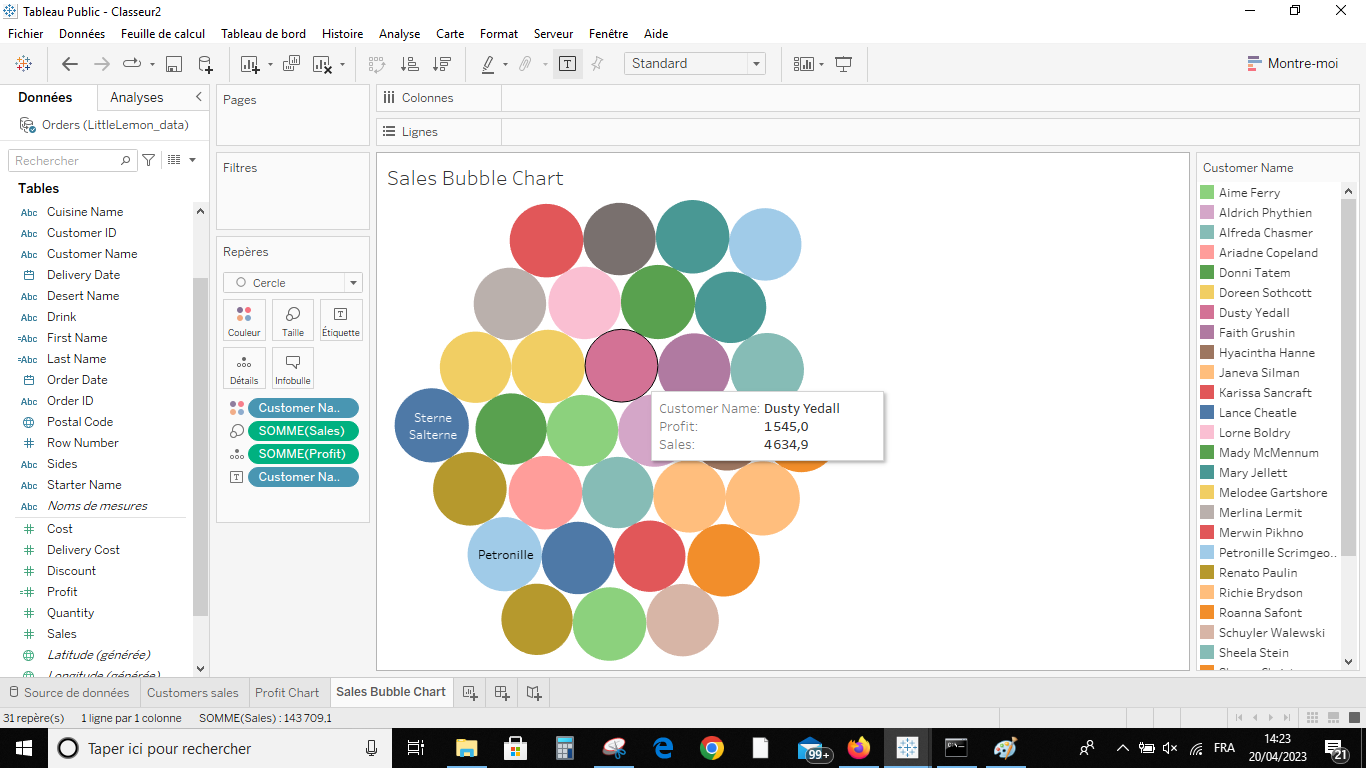 Tableau Public - Classeur2
Fichier Données Feuille de calcul Tableau de bord Histoire Analyse Carte Format Serveur Fenêtre Aide
Standard
Montre-moi
Données Analyses
Orders (LittleLemon_data)
Rechercher
Tables
Abc Cuisine Name
Abc Customer ID
Abc Customer Name
Delivery Date
Abc Desert Name
Abc Drink
=Abc First Name
=Abc Last Name
Order Date
Abc Order ID
Postal Code
# Row Number
Abc Sides
Abc Starter Name
Abc Noms de mesures
# Cost
# Delivery Cost
# Discount
=# Profit
# Quantity
# Sales
Latitude (générée)
Longitude (générée)
Pages
Filtres
Repères
Cercle
Couleur Taille Étiquette
Détails Infobulle
Customer Na..
SOMME(Sales)
SOMME(Profit)
Customer Na..
Colonnes
Lignes
Sales Bubble Chart
Sterne
Salterne
Petronille
Customer Name: Dusty Yedall
Profit: 1 545,0
Sales: 4 634,9
Customer Name
Aime Ferry
Aldrich Phythien
Alfreda Chasmer
Ariadne Copeland
Donni Tatem
Doreen Sothcott
Dusty Yedall
Faith Grushin
Hyacintha Hanne
Janeva Silman
Karissa Sancraft
Lance Cheatle
Lorne Boldry
Mady McMennum
Mary Jellett
Melodee Gartshore
Merlina Lermit
Merwin Pikhno
Petronille Scrimgeo..
Renato Paulin
Richie Brydson
Roanna Safont
Schuyler Walewski
Sheela Stein
Source de données Customers sales Profit Chart Sales Bubble Chart
31 repère(s) 1 ligne par 1 colonne SOMME(Sales) : 143 709,1
Taper ici pour rechercher
99+
FRA
14:23
20/04/2023
21